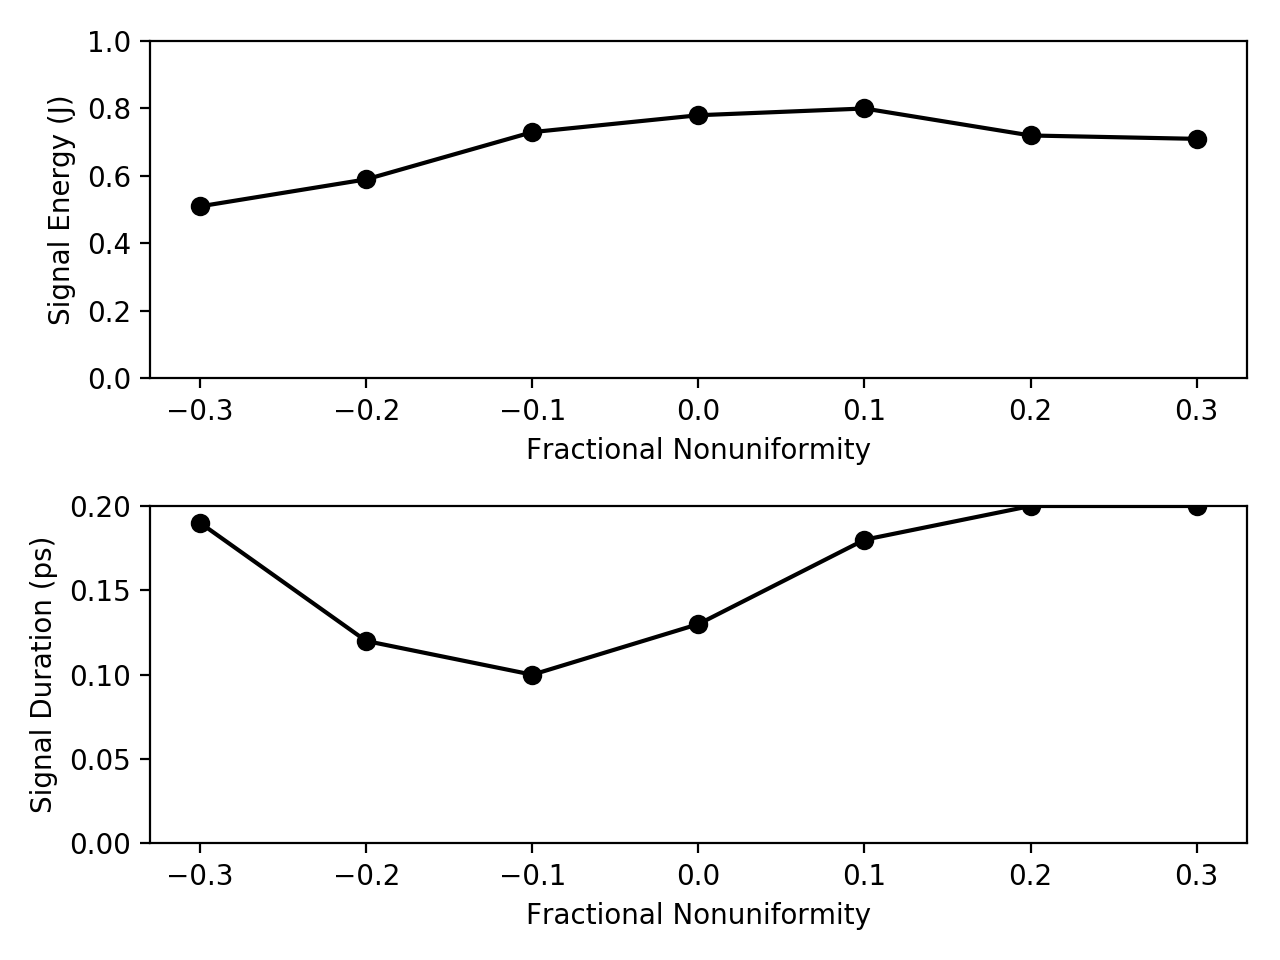 1.0
0.8
0.6
0.4
0.2
0.0
Signal Energy (J)
−0.3 −0.2 −0.1 0.0 0.1 0.2 0.3
Fractional Nonuniformity
0.20
0.15
0.10
0.05
0.00
Signal Duration (ps)
−0.3 −0.2 −0.1 0.0 0.1 0.2 0.3
Fractional Nonuniformity